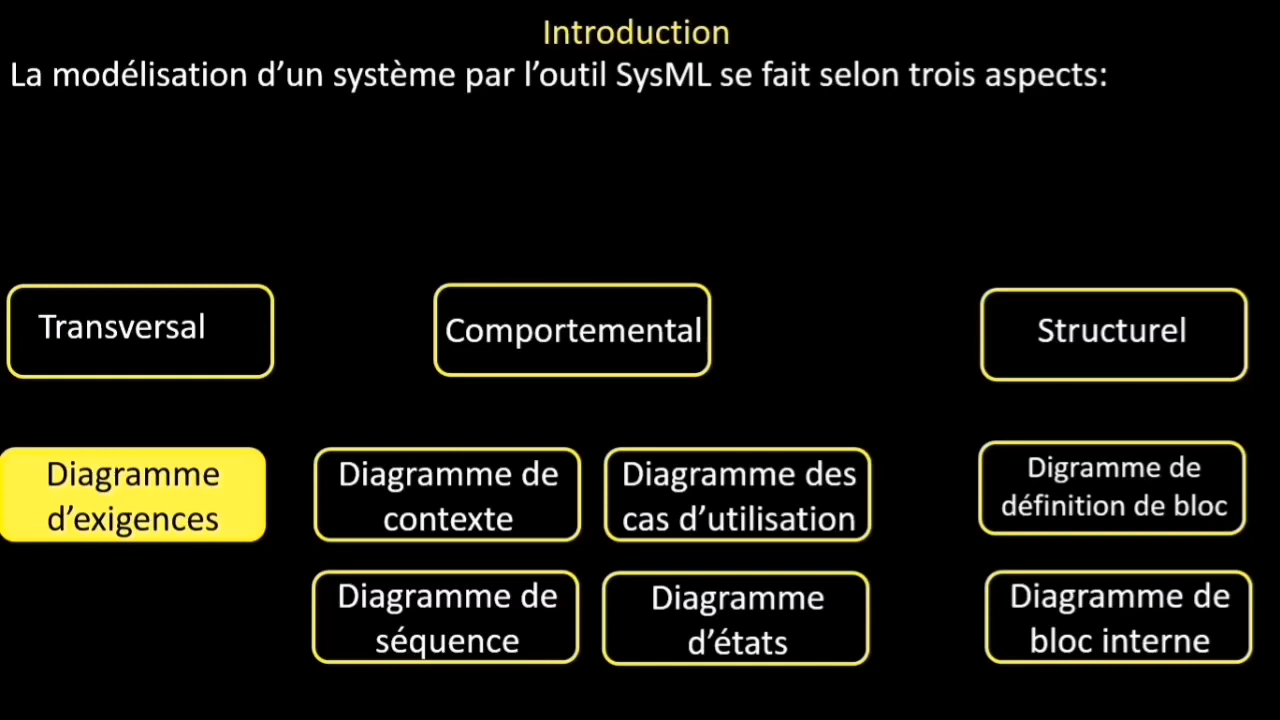 Introduction
La modélisation d’un système par l’outil SysML se fait selon trois aspects:
Transversal
Comportemental
Structurel
Diagramme
d’exigences
Diagramme de
contexte
Diagramme des
cas d’utilisation
Digramme de
définition de bloc
Diagramme de
séquence
Diagramme
d’états
Diagramme de
bloc interne